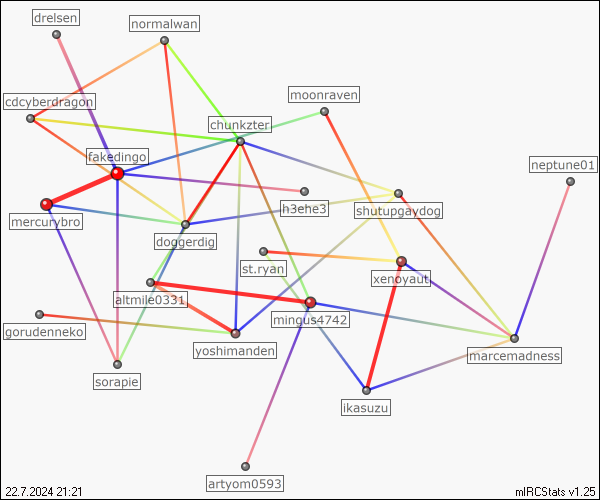 drelsen
normalwan
moonraven
cdcyberdragon
chunkzter
fakedingo
neptune01
mercurybro
h3ehe3
shutupgaydog
doggerdig
st.ryan
xenoyaut
altmile0331
mingus4742
gorudenneko
yoshimanden
marcemadness
sorapie
ikasuzu
artyom0593
22.7.2024 21:21
mIRCStats v1.25